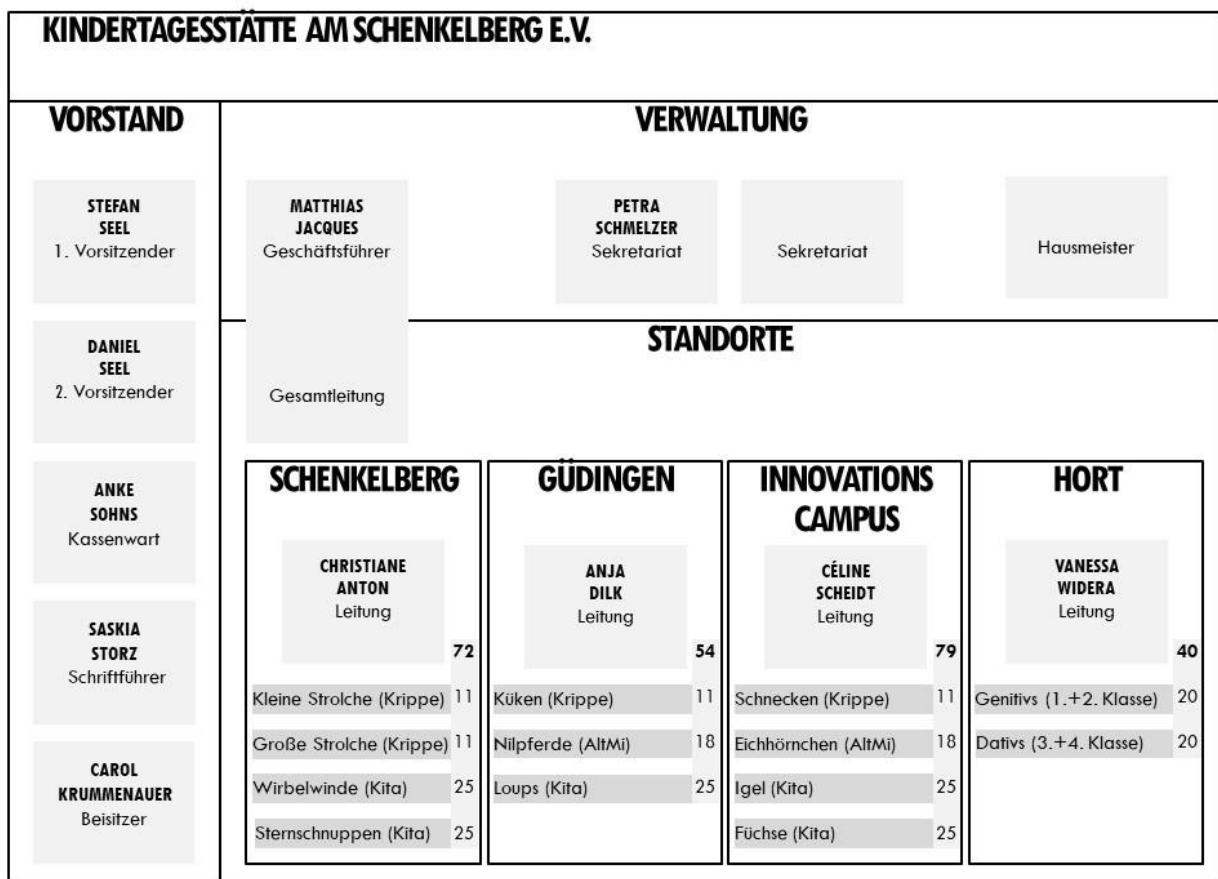 KINDERTAGESSTÄTTE AM SCHENKELBERG E.V.
VORSTAND
STEFAN
SEEL
1. Vorsitzender
DANIEL
SEEL
2. Vorsitzender
ANKE
SOHNS
Kassenwart
SASKIA
STORZ
Schriftführer
CAROL
KRUMMENAUER
Beisitzer
VERWALTUNG
MATTHIAS
JACQUES
Geschäftsführer
Gesamtleitung
PETRA
SCHMELZER
Sekretariat
Sekretariat
Hausmeister
STANDORTE
SCHENKELBERG
CHRISTIANE
ANTON
Leitung
72
Kleine Strolche (Krippe) 11
Große Strolche (Krippe) 11
Wirbelwinde (Kita) 25
Sternschnuppen (Kita) 25
GÜDINGEN
ANJA
DILK
Leitung
54
Küken (Krippe) 11
Nilpferde (AltMi) 18
Loups (Kita) 25
INNOVATIONS
CAMPUS
CÉLINE
SCHEIDT
Leitung
79
Schnecken (Krippe) 11
Eichhörnchen (AltMi) 18
Igel (Kita) 25
Füchse (Kita) 25
HORT
VANESSA
WIDERA
Leitung
40
Genitivs (1.+2. Klasse) 20
Dativs (3.+4. Klasse) 20